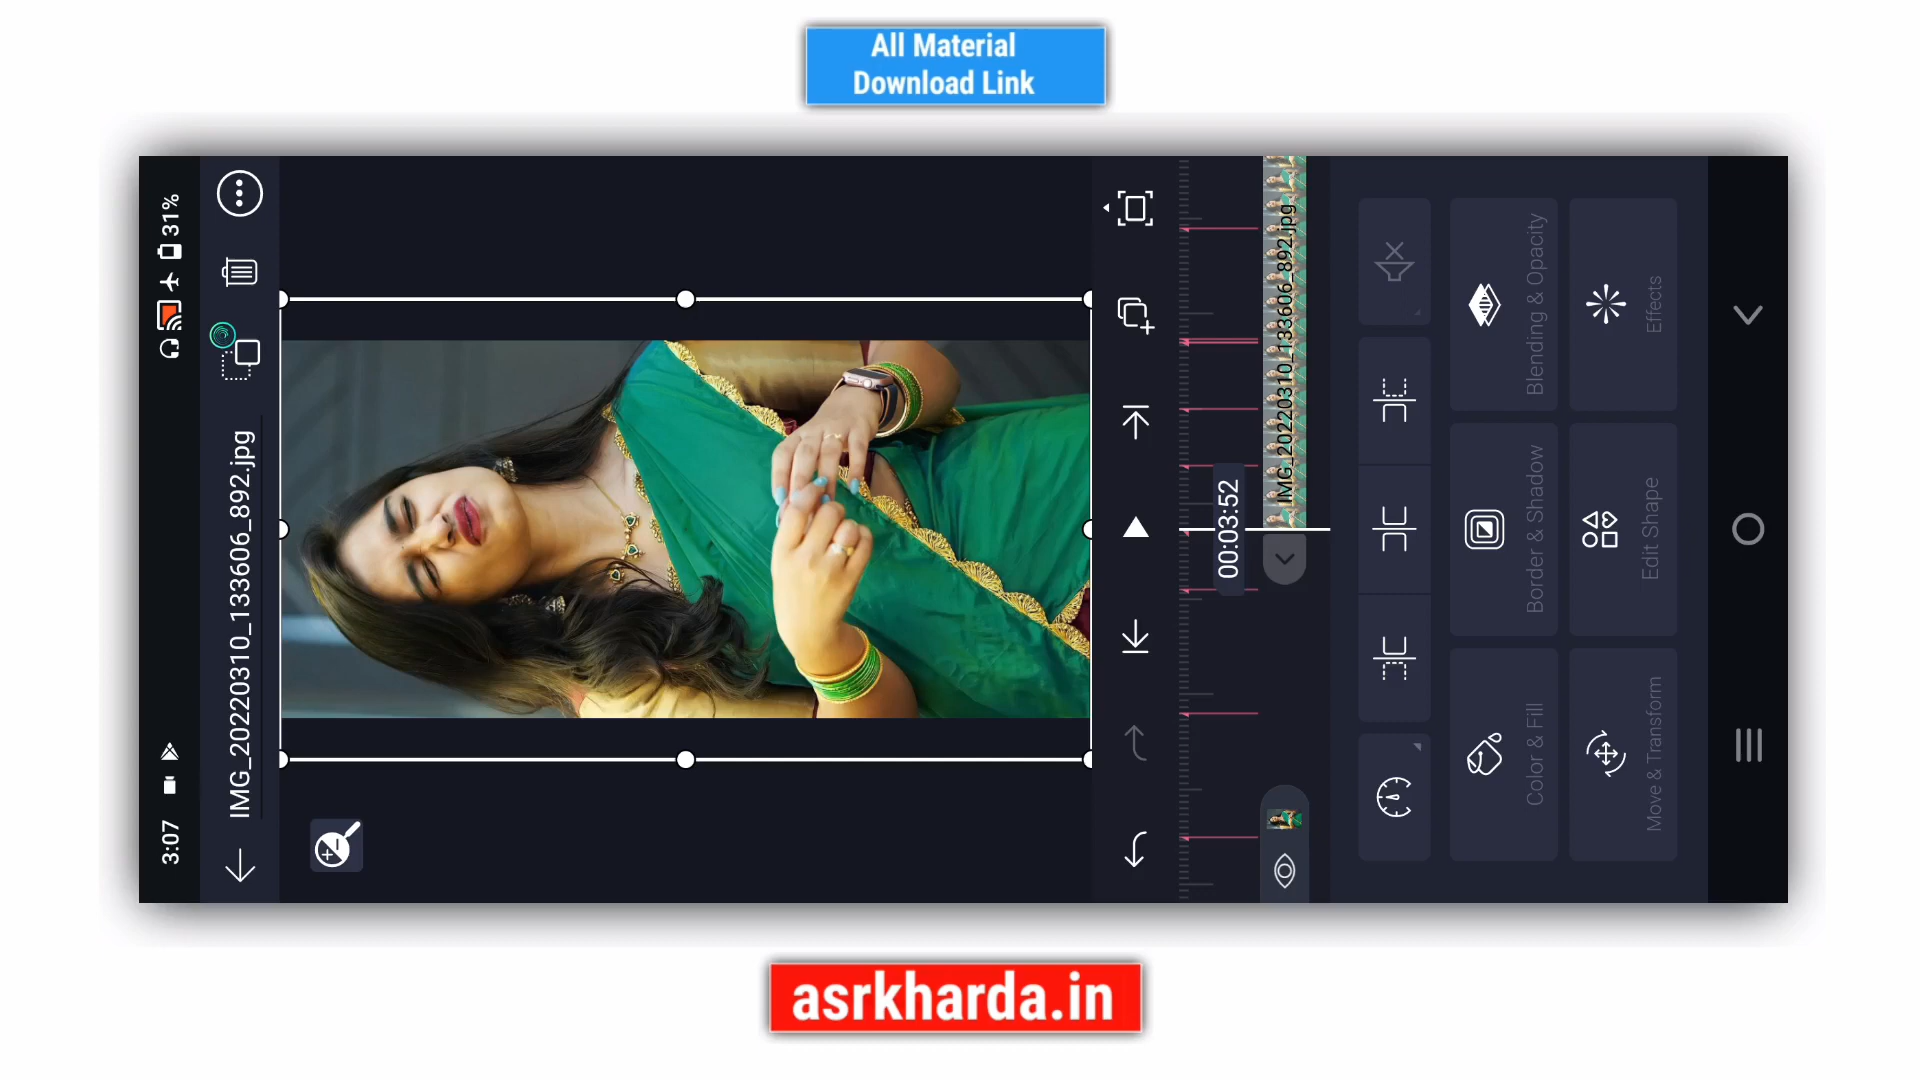 All Material
Download Link
3:07
31%
IMG_20220310_133606_892.jpg
00:03:52
IMG_20220310_133606_892.jpg
Color & Fill
Border & Shadow
Blending & Opacity
Move & Transform
Edit Shape
Effects
asrkharda.in